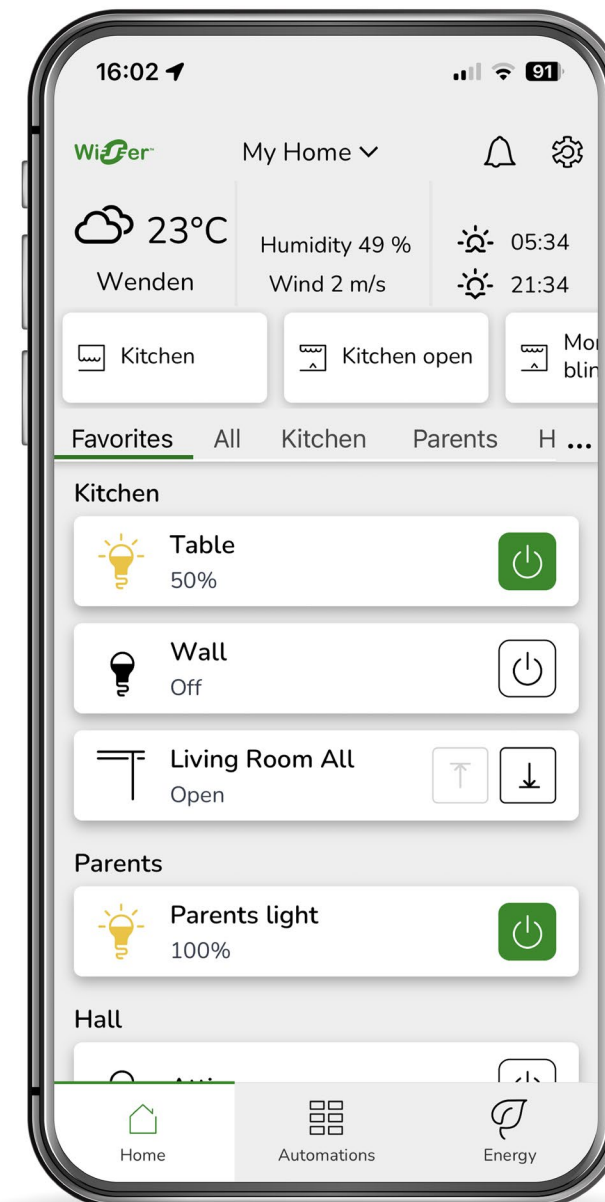 16:02
91
Wiser
My Home
23°C
Humidity 49 %
05:34
Wenden
Wind 2 m/s
21:34
Kitchen
Kitchen open
Favorites
All
Kitchen
Parents
H ...
Kitchen
Table
50%
Wall
Off
Living Room All
Open
Parents
Parents light
100%
Hall
Home
Automations
Energy